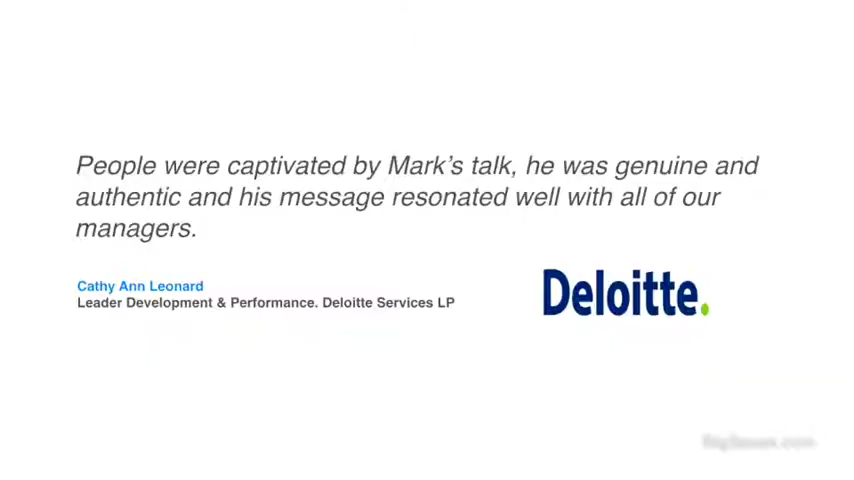 People were captivated by Mark's talk, he was genuine and
authentic and his message resonated well with all of our
managers.
Cathy Ann Leonard
Leader Development & Performance. Deloitte Services LP
Deloitte.